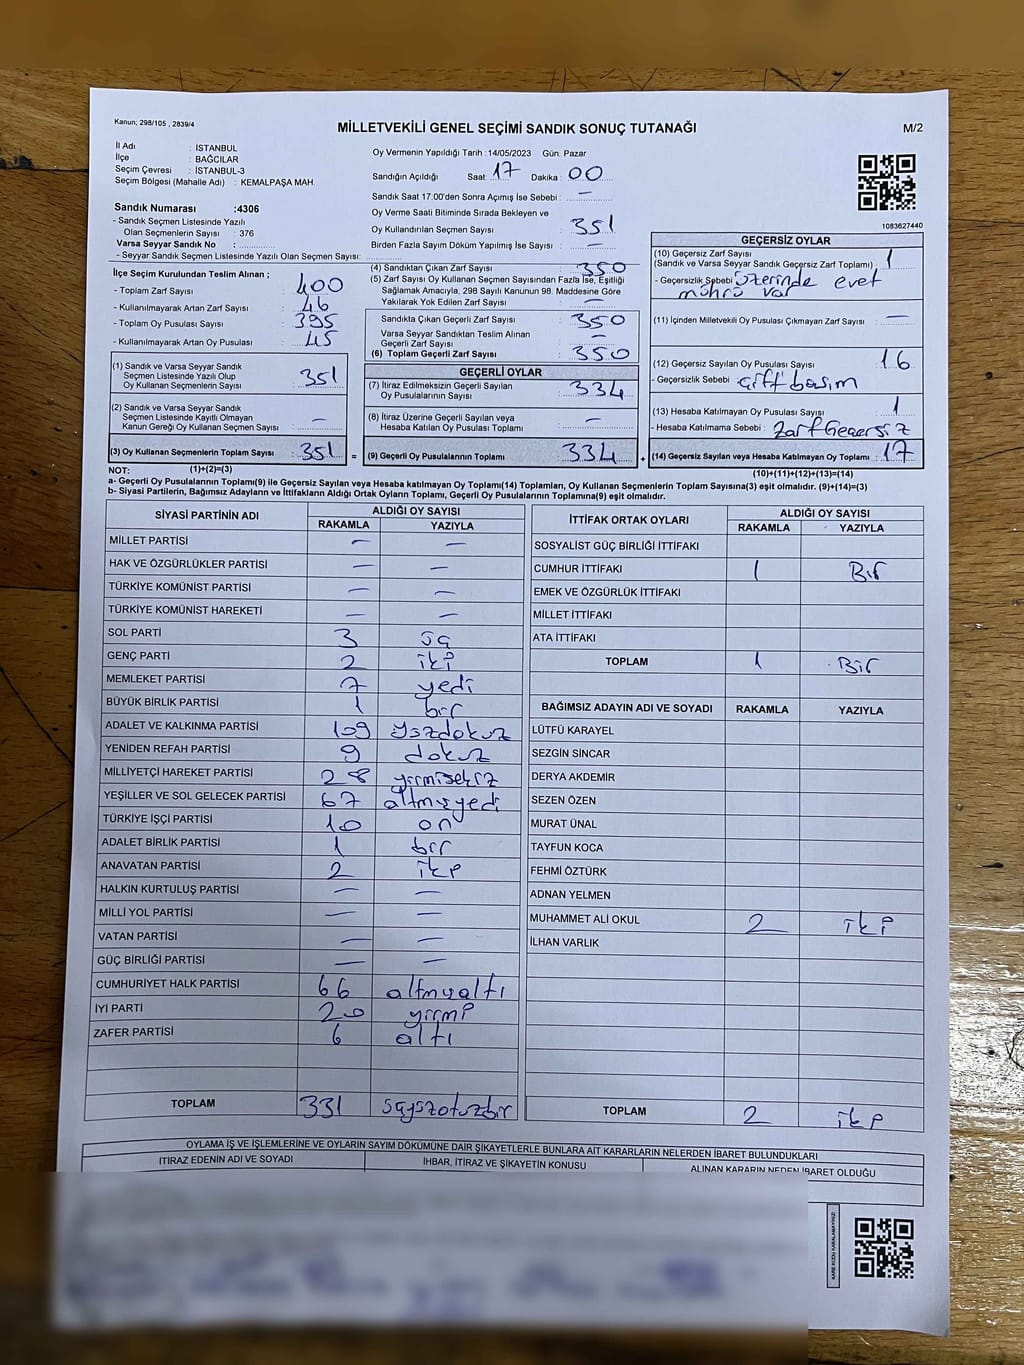 Kanun; 298/105 , 2839/4
MİLLETVEKİLİ GENEL SEÇİMİ SANDIK SONUÇ TUTANAĞI
M/2
İl Adı : İSTANBUL
İlçe : BAĞCILAR
Seçim Çevresi : İSTANBUL-3
Seçim Bölgesi (Mahalle Adı) : KEMALPAŞA MAH.
Sandık Numarası :4306
- Sandık Seçmen Listesinde Yazılı
Olan Seçmenlerin Sayısı : 376
Varsa Seyyar Sandık No :
- Seyyar Sandık Seçmen Listesinde Yazılı Olan Seçmen Sayısı:
Oy Vermenin Yapıldığı Tarih :14/05/2023 Gün: Pazar
Sandığın Açıldığı Saat: 17 Dakika : 00
Sandık Saat 17:00'den Sonra Açımış İse Sebebi : —
Oy Verme Saati Bitiminde Sırada Bekleyen ve
Oy Kullandırılan Seçmen Sayısı : 351
Birden Fazla Sayım Döküm Yapılmış İse Sayısı : —
1083627440
İlçe Seçim Kurulundan Teslim Alınan ;
- Toplam Zarf Sayısı : 400
- Kullanılmayarak Artan Zarf Sayısı : 46
- Toplam Oy Pusulası Sayısı : 395
- Kullanılmayarak Artan Oy Pusulası : 45
(4) Sandıktan Çıkan Zarf Sayısı : 350
(5) Zarf Sayısı Oy Kullanan Seçmen Sayısından Fazla İse, Eşitliği
Sağlamak Amacıyla, 298 Sayılı Kanunun 98. Maddesine Göre
Yakılarak Yok Edilen Zarf Sayısı : —
Sandıkta Çıkan Geçerli Zarf Sayısı : 350
Varsa Seyyar Sandıktan Teslim Alınan
Geçerli Zarf Sayısı : —
(6) Toplam Geçerli Zarf Sayısı : 350
GEÇERSİZ OYLAR
(10) Geçersiz Zarf Sayısı
(Sandık ve Varsa Seyyar Sandık Geçersiz Zarf Toplamı) : 1
- Geçersizlik Sebebi : üzerinde evet
mührü var
(11) İçinden Milletvekili Oy Pusulası Çıkmayan Zarf Sayısı : —
(12) Geçersiz Sayılan Oy Pusulası Sayısı : 16
- Geçersizlik Sebebi : çift basım
(13) Hesaba Katılmayan Oy Pusulası Sayısı : 1
- Hesaba Katılmama Sebebi : Zarf Geçersiz
(14) Geçersiz Sayılan veya Hesaba Katılmayan Oy Toplamı : 17
(10)+(11)+(12)+(13)=(14)
(1) Sandık ve Varsa Seyyar Sandık
Seçmen Listesinde Yazılı Olup
Oy Kullanan Seçmenlerin Sayısı : 351
(2) Sandık ve Varsa Seyyar Sandık
Seçmen Listesinde Kayıtlı Olmayan
Kanun Gereği Oy Kullanan Seçmen Sayısı : —
(3) Oy Kullanan Seçmenlerin Toplam Sayısı : 351 =
(1)+(2)=(3)
GEÇERLİ OYLAR
(7) İtiraz Edilmeksizin Geçerli Sayılan
Oy Pusulalarının Sayısı : 334
(8) İtiraz Üzerine Geçerli Sayılan veya
Hesaba Katılan Oy Pusulası Toplamı : —
(9) Geçerli Oy Pusulalarının Toplamı : 334 +
NOT:
a- Geçerli Oy Pusulalarının Toplamı(9) ile Geçersiz Sayılan veya Hesaba katılmayan Oy Toplamı(14) Toplamları, Oy Kullanan Seçmenlerin Toplam Sayısına(3) eşit olmalıdır. (9)+(14)=(3)
b- Siyasi Partilerin, Bağımsız Adayların ve İttifakların Aldığı Ortak Oyların Toplamı, Geçerli Oy Pusulalarının Toplamına(9) eşit olmalıdır.
SİYASİ PARTİNİN ADI ALDIĞI OY SAYISI
RAKAMLA YAZIYLA
MİLLET PARTİSİ — —
HAK VE ÖZGÜRLÜKLER PARTİSİ — —
TÜRKİYE KOMÜNİST PARTİSİ — —
TÜRKİYE KOMÜNİST HAREKETİ — —
SOL PARTİ 3 üç
GENÇ PARTİ 2 iki
MEMLEKET PARTİSİ 7 yedi
BÜYÜK BİRLİK PARTİSİ 1 bir
ADALET VE KALKINMA PARTİSİ 109 yüzdokuz
YENİDEN REFAH PARTİSİ 9 dokuz
MİLLİYETÇİ HAREKET PARTİSİ 28 yirmisekiz
YEŞİLLER VE SOL GELECEK PARTİSİ 67 altmışyedi
TÜRKİYE İŞÇİ PARTİSİ 10 on
ADALET BİRLİK PARTİSİ 1 bir
ANAVATAN PARTİSİ 2 iki
HALKIN KURTULUŞ PARTİSİ — —
MİLLİ YOL PARTİSİ — —
VATAN PARTİSİ — —
GÜÇ BİRLİĞİ PARTİSİ — —
CUMHURİYET HALK PARTİSİ 66 altmışaltı
İYİ PARTİ 20 yirmi
ZAFER PARTİSİ 6 altı
TOPLAM 331 üçyüzotuzbir
İTTİFAK ORTAK OYLARI ALDIĞI OY SAYISI
RAKAMLA YAZIYLA
SOSYALİST GÜÇ BİRLİĞİ İTTİFAKI
CUMHUR İTTİFAKI 1 Bir
EMEK VE ÖZGÜRLÜK İTTİFAKI
MİLLET İTTİFAKI
ATA İTTİFAKI
TOPLAM 1 Bir
BAĞIMSIZ ADAYIN ADI VE SOYADI RAKAMLA YAZIYLA
LÜTFÜ KARAYEL
SEZGİN SİNCAR
DERYA AKDEMİR
SEZEN ÖZEN
MURAT ÜNAL
TAYFUN KOCA
FEHMİ ÖZTÜRK
ADNAN YELMEN
MUHAMMET ALİ OKUL 2 iki
İLHAN VARLIK
TOPLAM 2 iki
OYLAMA İŞ VE İŞLEMLERİNE VE OYLARIN SAYIM DÖKÜMÜNE DAİR ŞİKAYETLERLE BUNLARA AİT KARARLARIN NELERDEN İBARET BULUNDUKLARI
İTİRAZ EDENİN ADI VE SOYADI İHBAR, İTİRAZ VE ŞİKAYETİN KONUSU ALINAN KARARIN NEDEN İBARET OLDUĞU
KARE KODU KARALAMAYINIZ!